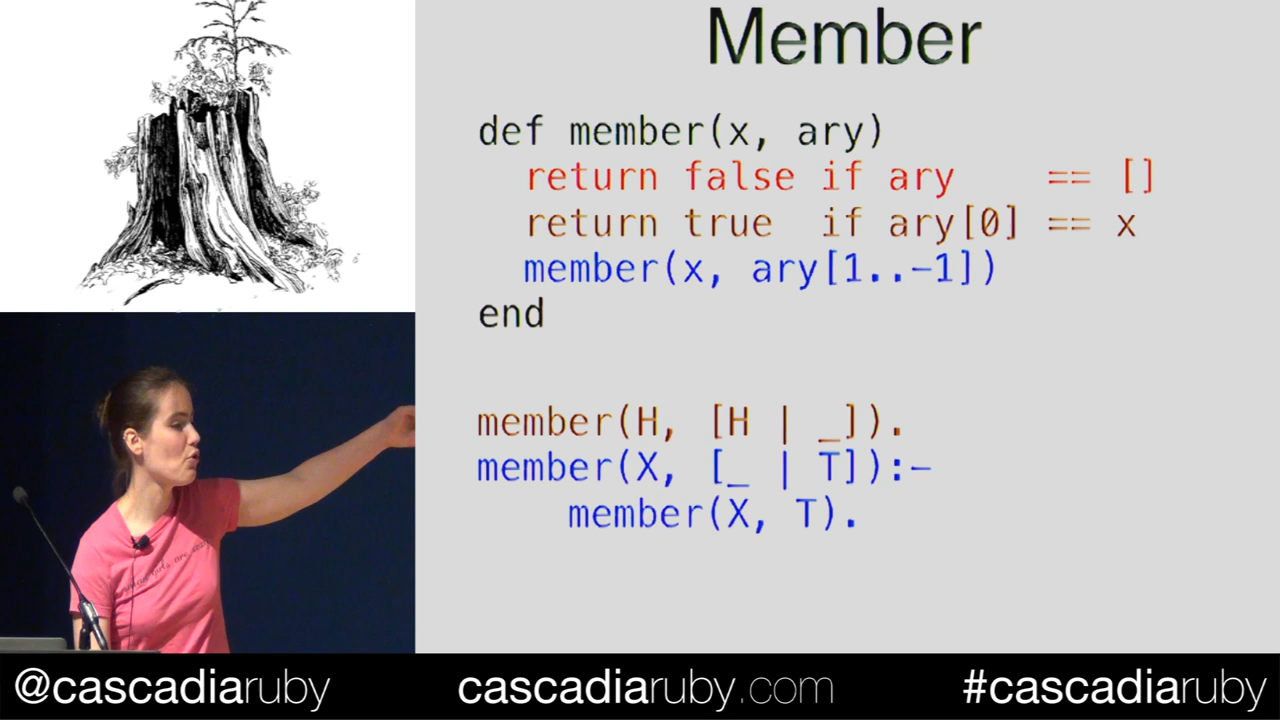 Member
def member(x, ary)
return false if ary == []
return true if ary[0] == x
member(x, ary[1..-1])
end
member(H, [H | _]).
member(X, [_ | T]):-
member(X, T).
@cascadiaruby
cascadiaruby.com
#cascadiaruby